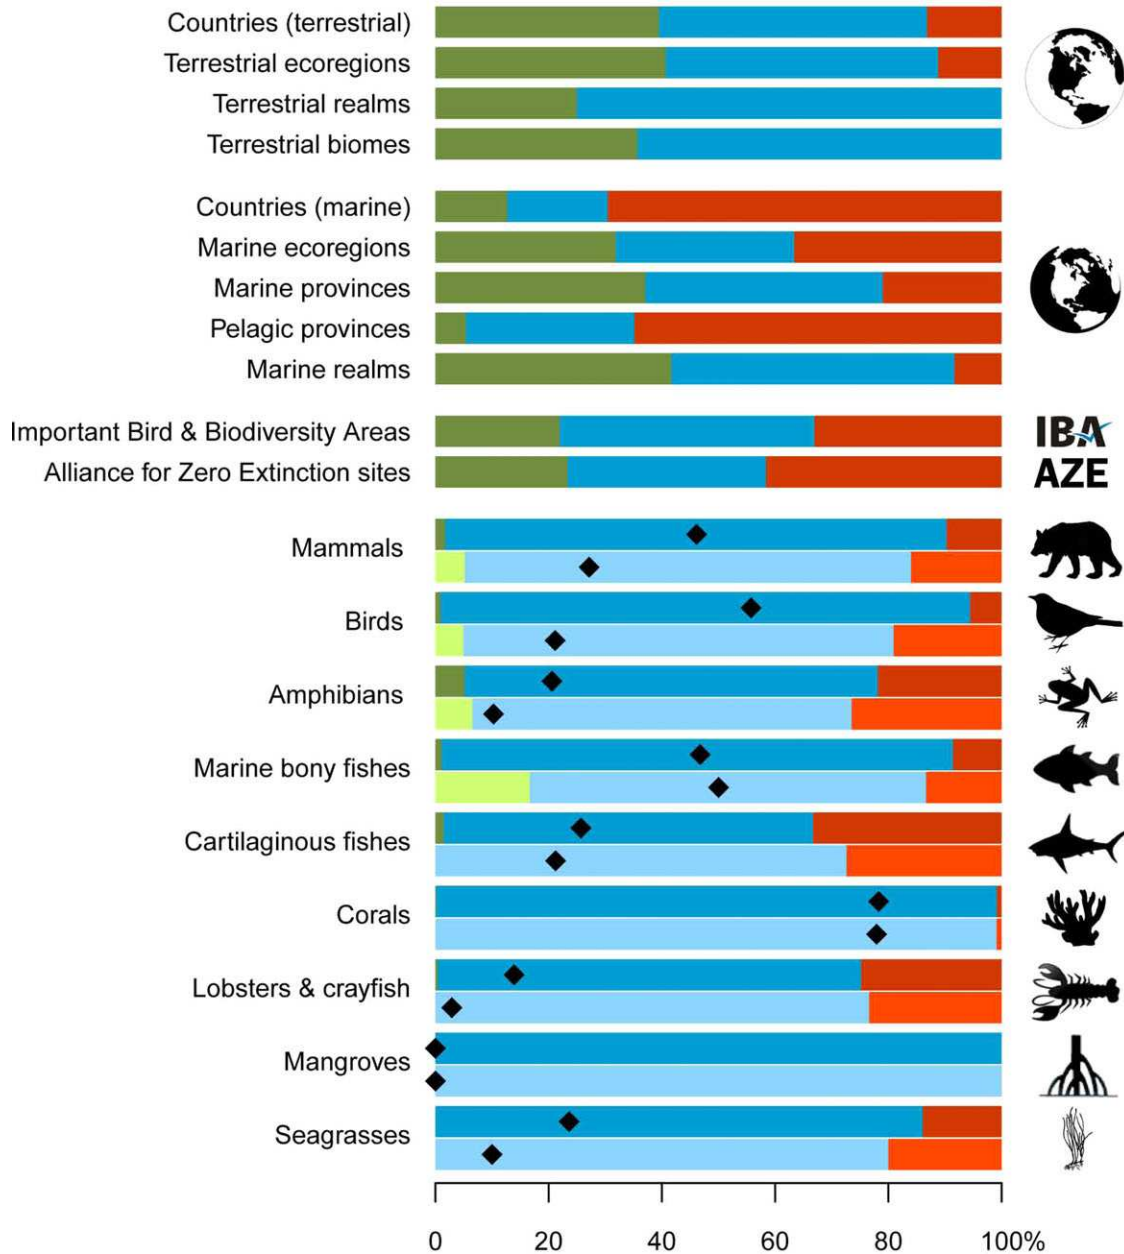 Countries (terrestrial)
Terrestrial ecoregions
Terrestrial realms
Terrestrial biomes
Countries (marine)
Marine ecoregions
Marine provinces
Pelagic provinces
Marine realms
Important Bird & Biodiversity Areas
IBA
Alliance for Zero Extinction sites
AZE
Mammals
Birds
Amphibians
Marine bony fishes
Cartilaginous fishes
Corals
Lobsters & crayfish
Mangroves
Seagrasses
0 20 40 60 80 100%